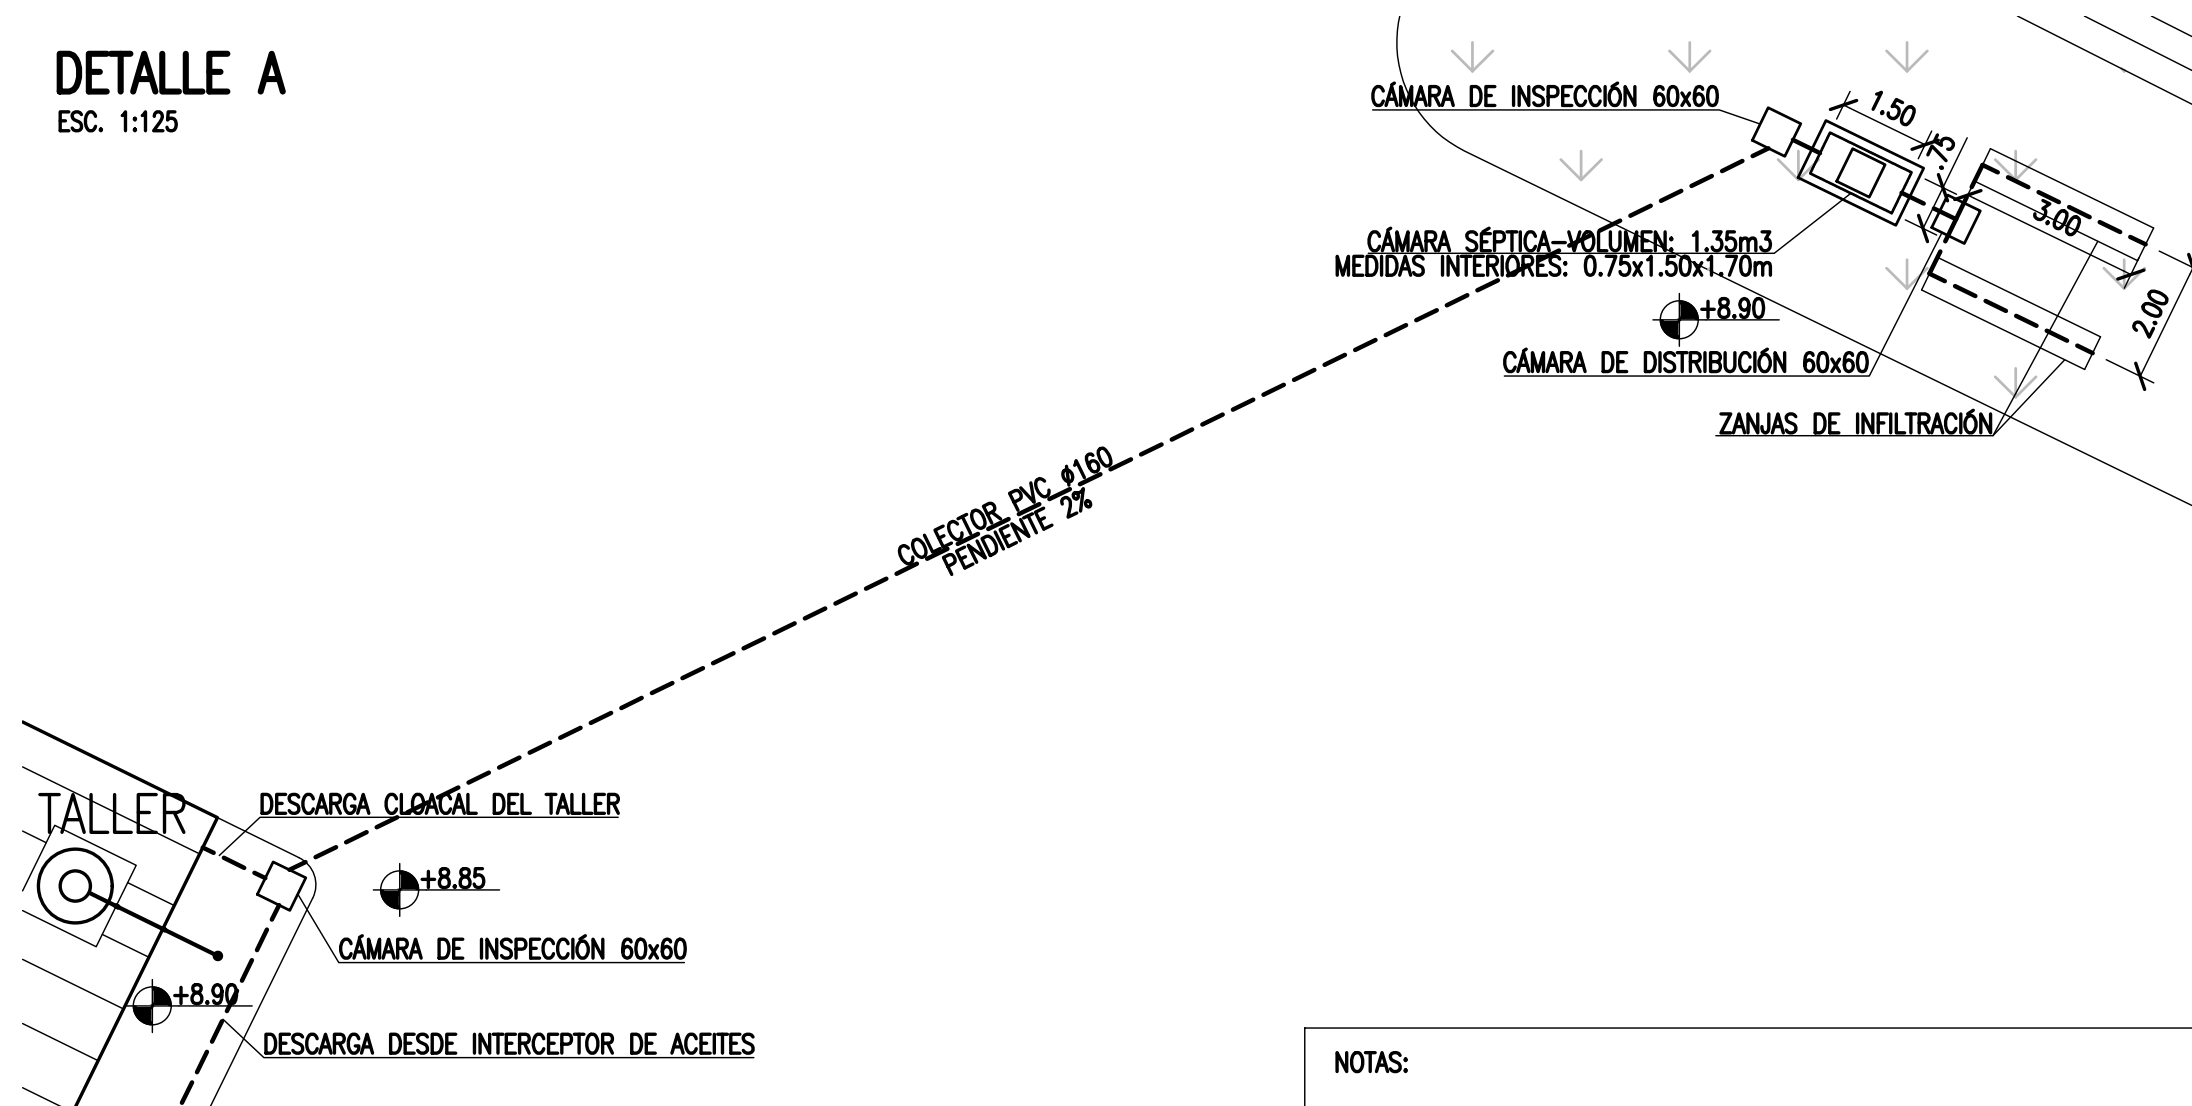 DETALLE A
ESC. 1:125
CÁMARA DE INSPECCIÓN 60x60
1.50
.75
3.00
2.00
CÁMARA SÉPTICA-VOLUMEN: 1.35m3
MEDIDAS INTERIORES: 0.75x1.50x1.70m
+8.90
CÁMARA DE DISTRIBUCIÓN 60x60
ZANJAS DE INFILTRACIÓN
COLECTOR PVC ø160
PENDIENTE 2%
TALLER
DESCARGA CLOACAL DEL TALLER
+8.85
CÁMARA DE INSPECCIÓN 60x60
+8.90
DESCARGA DESDE INTERCEPTOR DE ACEITES
NOTAS: